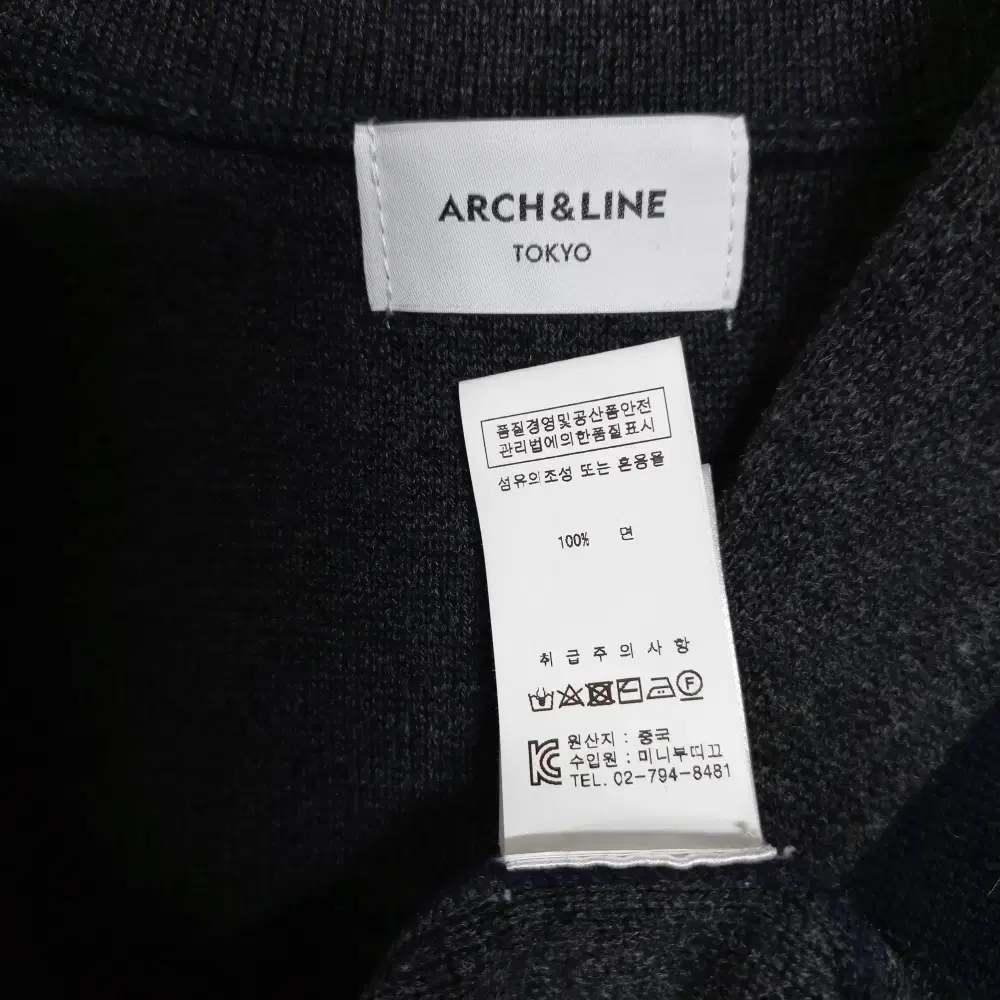 ARCH&LINE
TOKYO
품질경영및공산품안전
관리법에의한품질표시
섬유의조성 또는 혼용율
100% 면
취급주의사항
F
원산지 : 중국
수입원 : 미니부띠끄
TEL. 02-794-8481